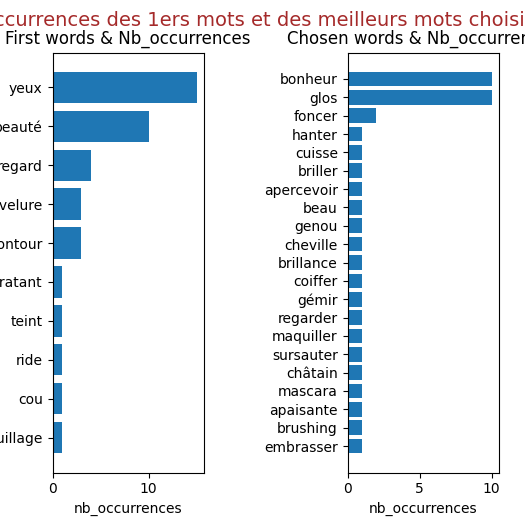 ccurrences des 1ers mots et des meilleurs mots choisi
First words & Nb_occurrences
yeux
beauté
regard
velure
ontour
ratant
teint
ride
cou
uillage
0 10
nb_occurrences
Chosen words & Nb_occurren
bonheur
glos
foncer
hanter
cuisse
briller
apercevoir
beau
genou
cheville
brillance
coiffer
gémir
regarder
maquiller
sursauter
châtain
mascara
apaisante
brushing
embrasser
0 5 10
nb_occurrences